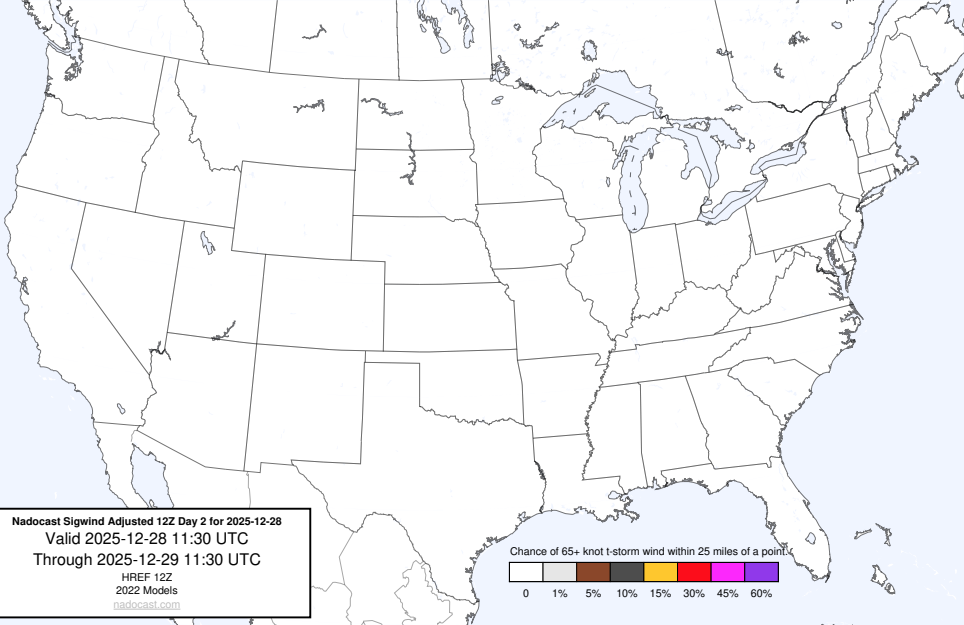 Nadocast Sigwind Adjusted 12Z Day 2 for 2025-12-28
Valid 2025-12-28 11:30 UTC
Through 2025-12-29 11:30 UTC
HREF 12Z
2022 Models
nadocast.com
Chance of 65+ knot t-storm wind within 25 miles of a point.
0 1% 5% 10% 15% 30% 45% 60%